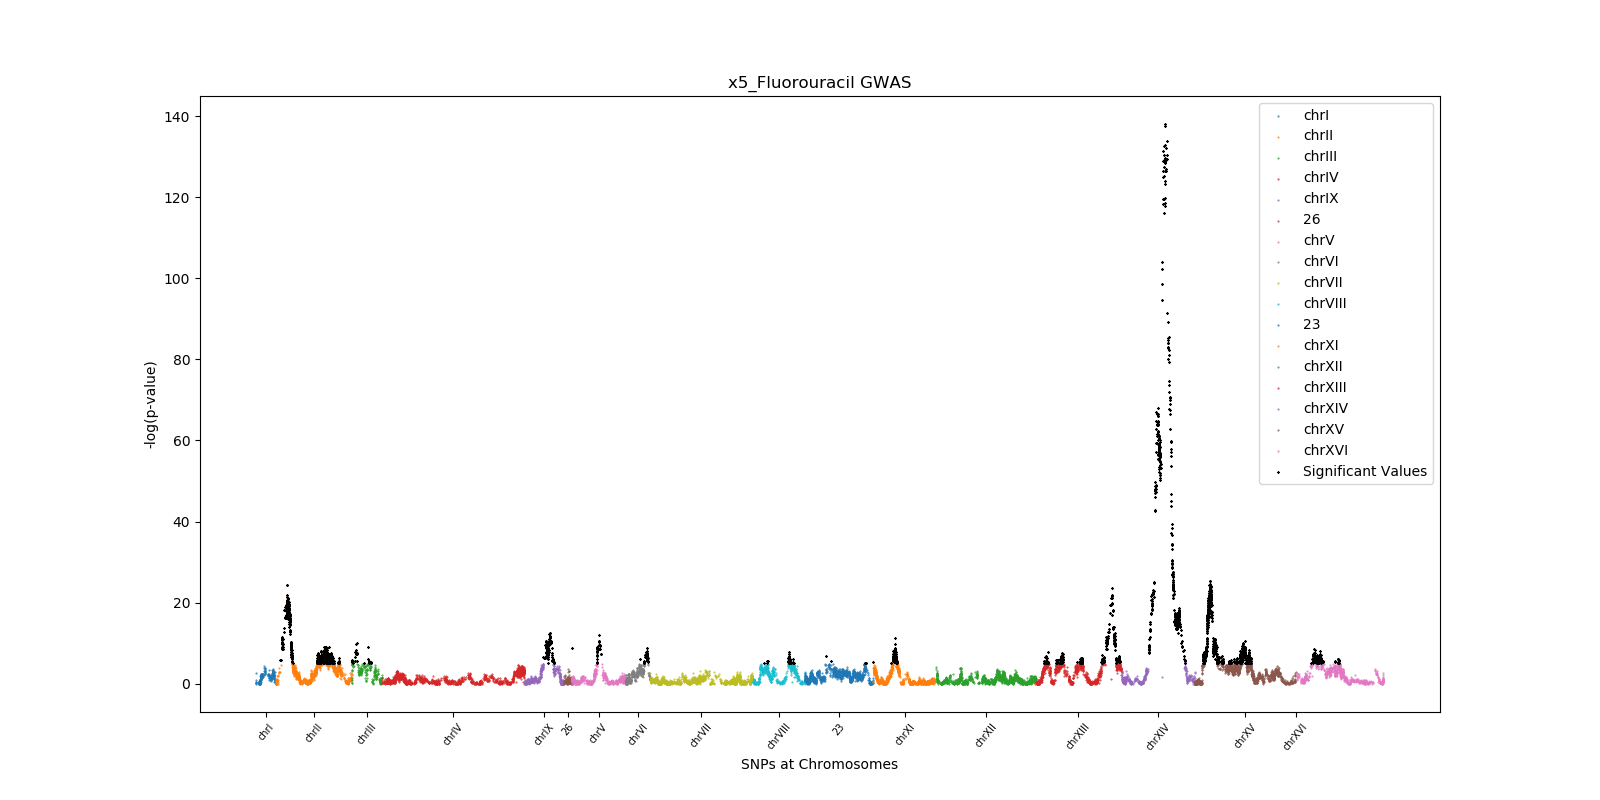 x5_Fluorouracil GWAS
140
120
100
80
60
40
20
0
-log(p-value)
chrI
chrII
chrIII
chrIV
chrIX
26
chrV
chrVI
chrVII
chrVIII
23
chrXI
chrXII
chrXIII
chrXIV
chrXV
chrXVI
Significant Values
chrI
chrII
chrIII
chrIV
chrIX
26
chrV
chrVI
chrVII
chrVIII
23
chrXI
chrXII
chrXIII
chrXIV
chrXV
chrXVI
SNPs at Chromosomes